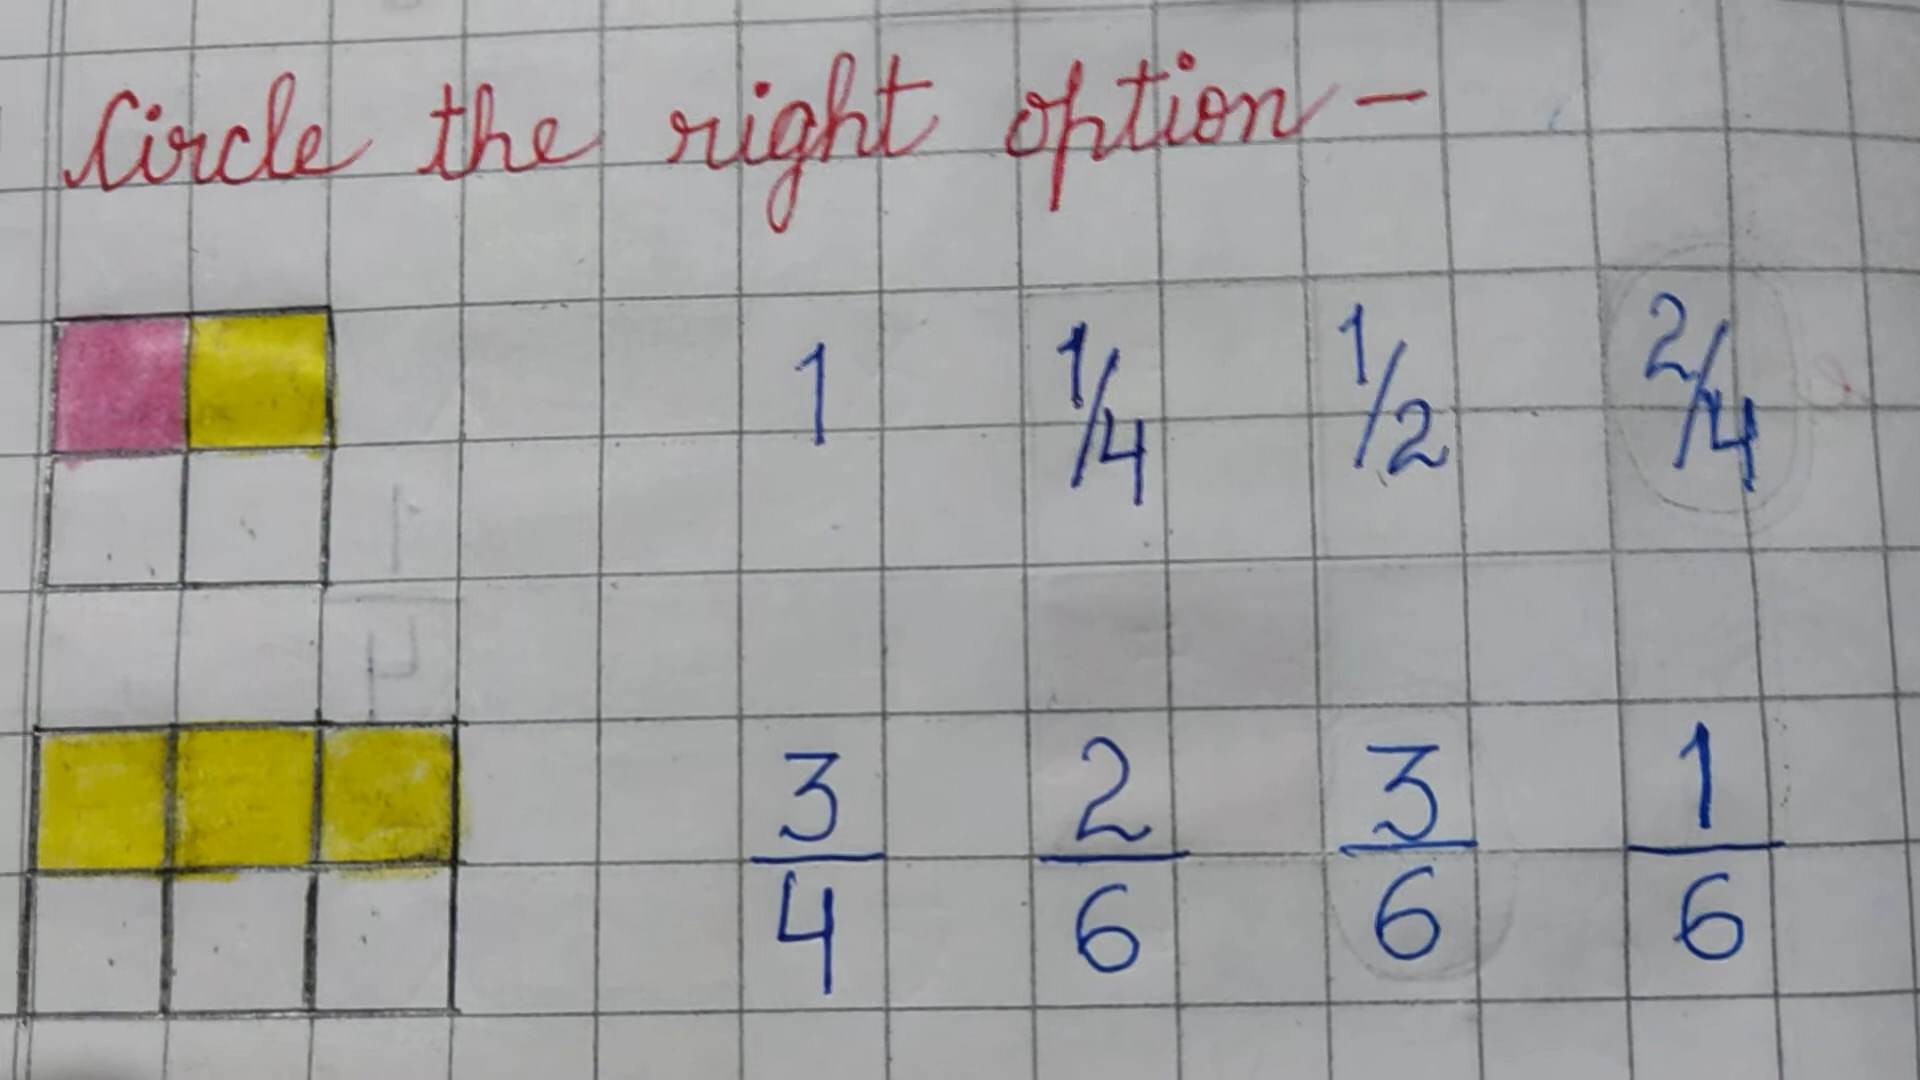 Circle the right option-
1 1/4 1/2 2/4
3/4 2/6 3/6 1/6